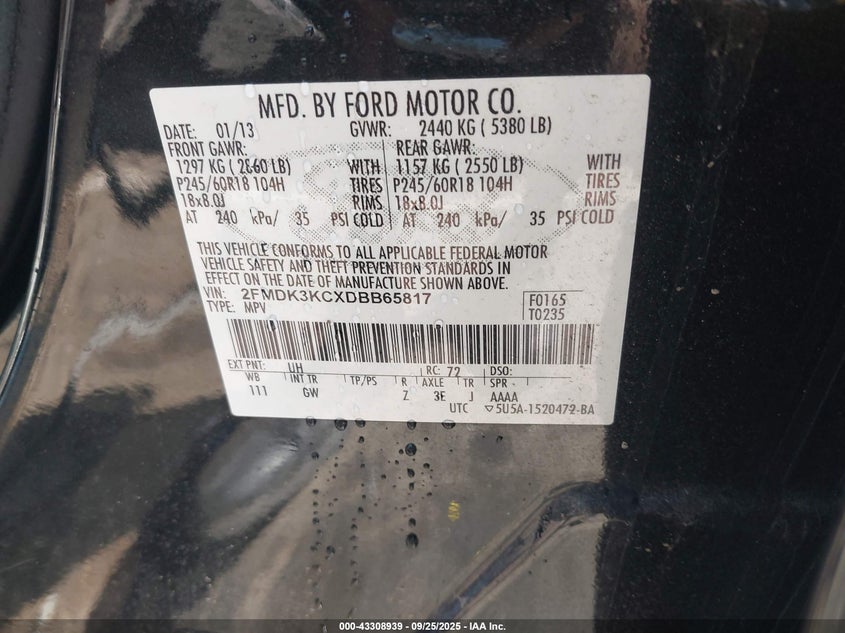 MFD. BY FORD MOTOR CO.
DATE: 01/13 GVWR: 2440 KG ( 5380 LB)
FRONT GAWR: REAR GAWR:
1297 KG ( 2860 LB) WITH 1157 KG ( 2550 LB) WITH
P245/60R18 104H TIRES P245/60R18 104H TIRES
18x8.0J RIMS 18x8.0J RIMS
AT 240 kPa/ 35 PSI COLD AT 240 kPa/ 35 PSI COLD
THIS VEHICLE CONFORMS TO ALL APPLICABLE FEDERAL MOTOR
VEHICLE SAFETY AND THEFT PREVENTION STANDARDS IN
EFFECT ON THE DATE OF MANUFACTURE SHOWN ABOVE.
VIN: 2FMDK3KCXDBB65817 F0165
TYPE: MPV T0235
EXT PNT: UH RC: 72 DSO:
WB INT TR TP/PS R AXLE TR SPR
111 GW Z 3E J AAAA
UTC ▽5U5A-1520472-BA
000-43308939 - 09/25/2025 - IAA Inc.